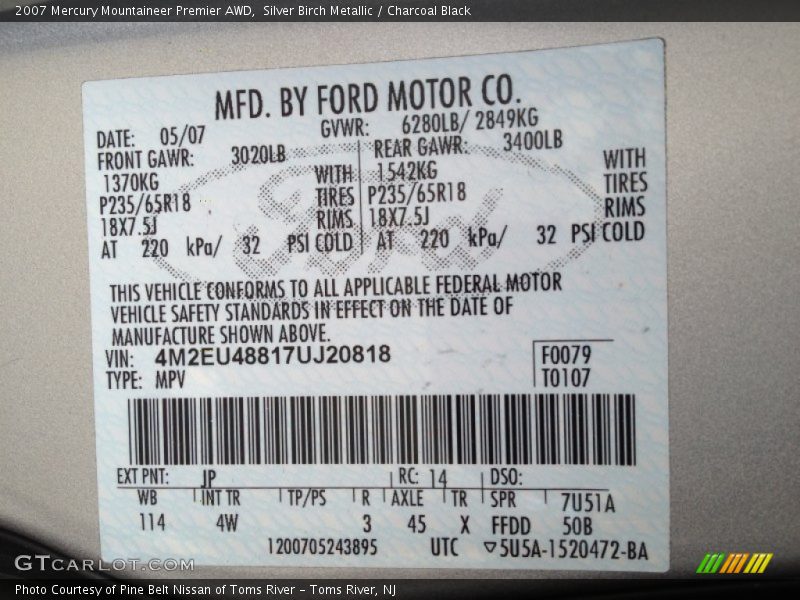 2007 Mercury Mountaineer Premier AWD,  Silver Birch Metallic / Charcoal Black
MFD. BY FORD MOTOR CO.
DATE: 05/07 GVWR: 6280LB/ 2849KG
FRONT GAWR: 3020LB REAR GAWR: 3400LB
1370KG WITH 1542KG WITH
P235/65R18 TIRES P235/65R18 TIRES
18X7.5J RIMS 18X7.5J RIMS
AT 220 kPa/ 32 PSI COLD AT 220 kPa/ 32 PSI COLD
Ford
THIS VEHICLE CONFORMS TO ALL APPLICABLE FEDERAL MOTOR
VEHICLE SAFETY STANDARDS IN EFFECT ON THE DATE OF
MANUFACTURE SHOWN ABOVE.
VIN: 4M2EU48817UJ20818 F0079
TYPE: MPV T0107
EXT PNT: JP RC: 14 DSO:
WB INT TR TP/PS R AXLE TR SPR 7U51A
114 4W 3 45 X FFDD 50B
1200705243895 UTC ▽5U5A-1520472-BA
GTCARLOT.COM
Photo Courtesy of Pine Belt Nissan of Toms River – Toms River, NJ